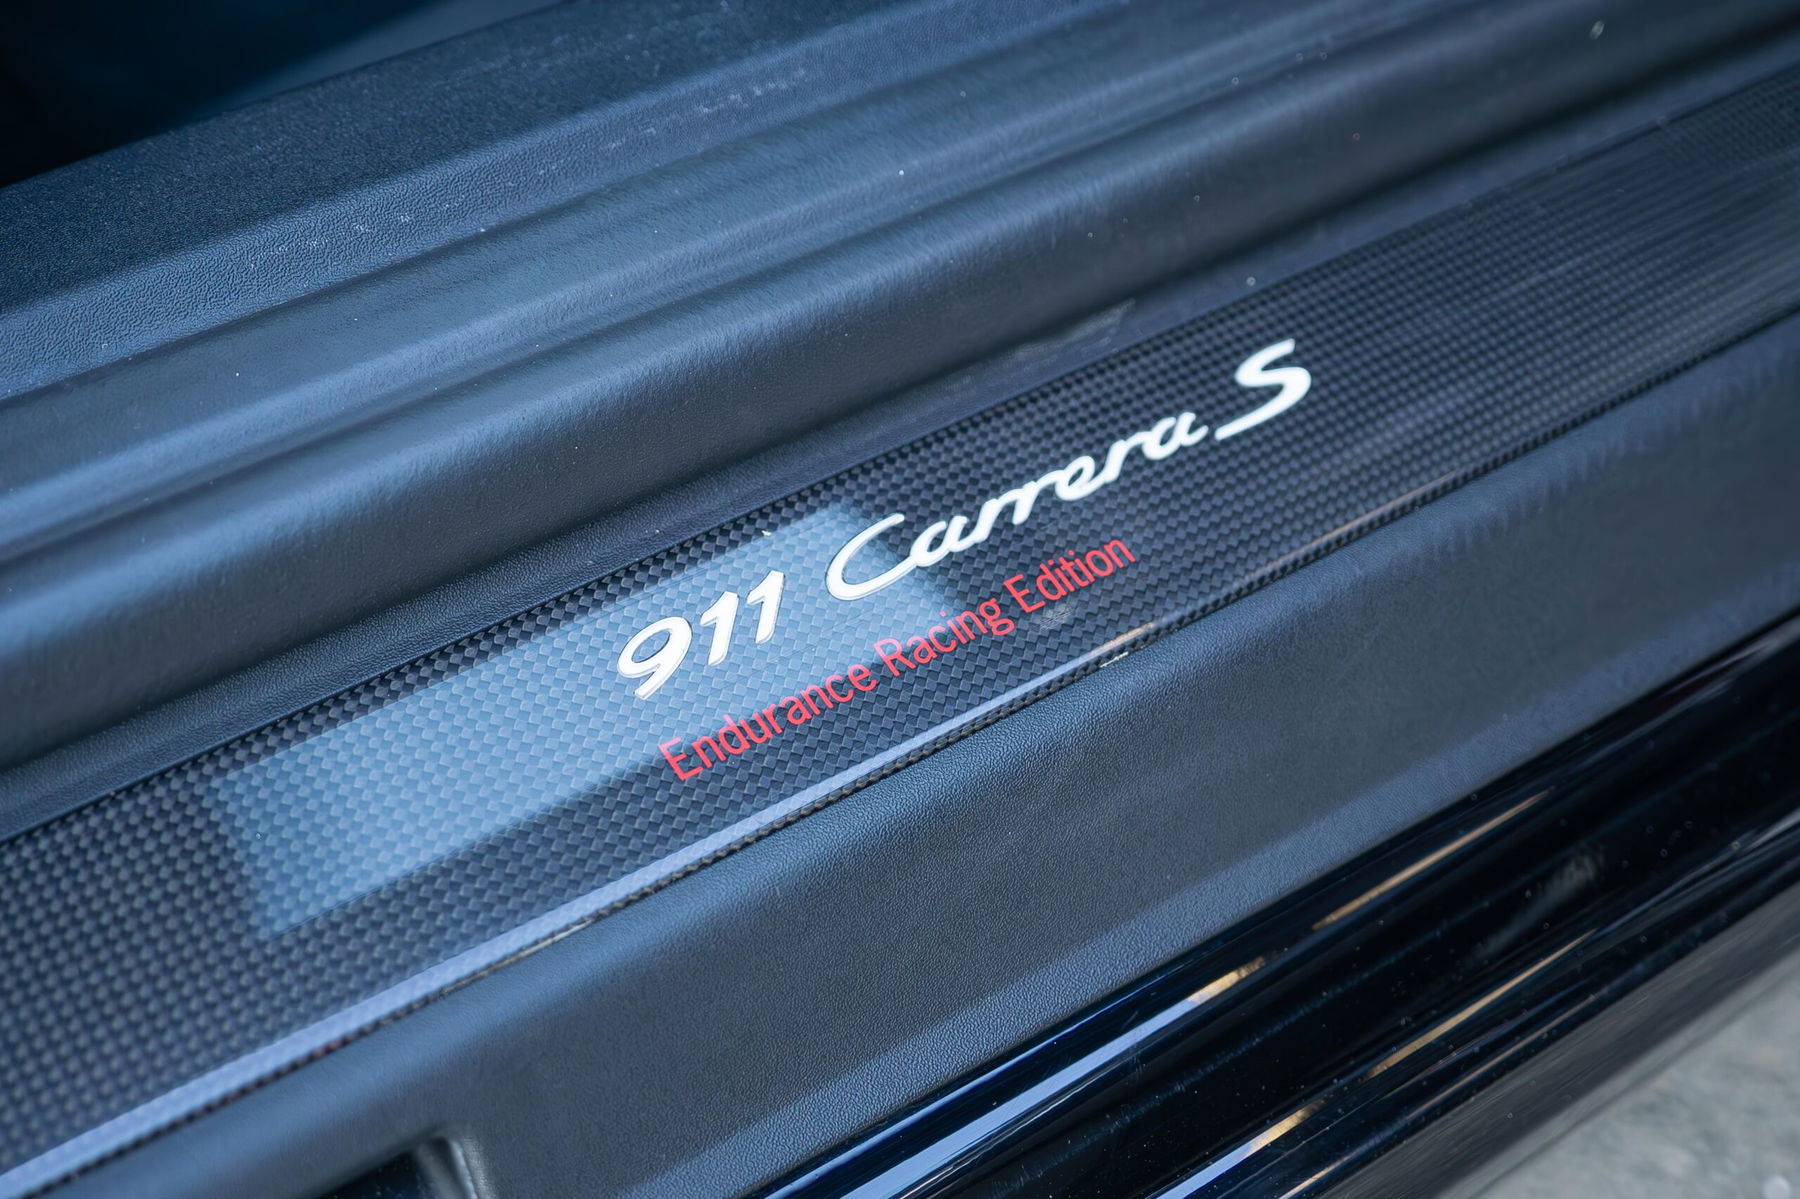 911 Carrera S
Endurance Racing Edition